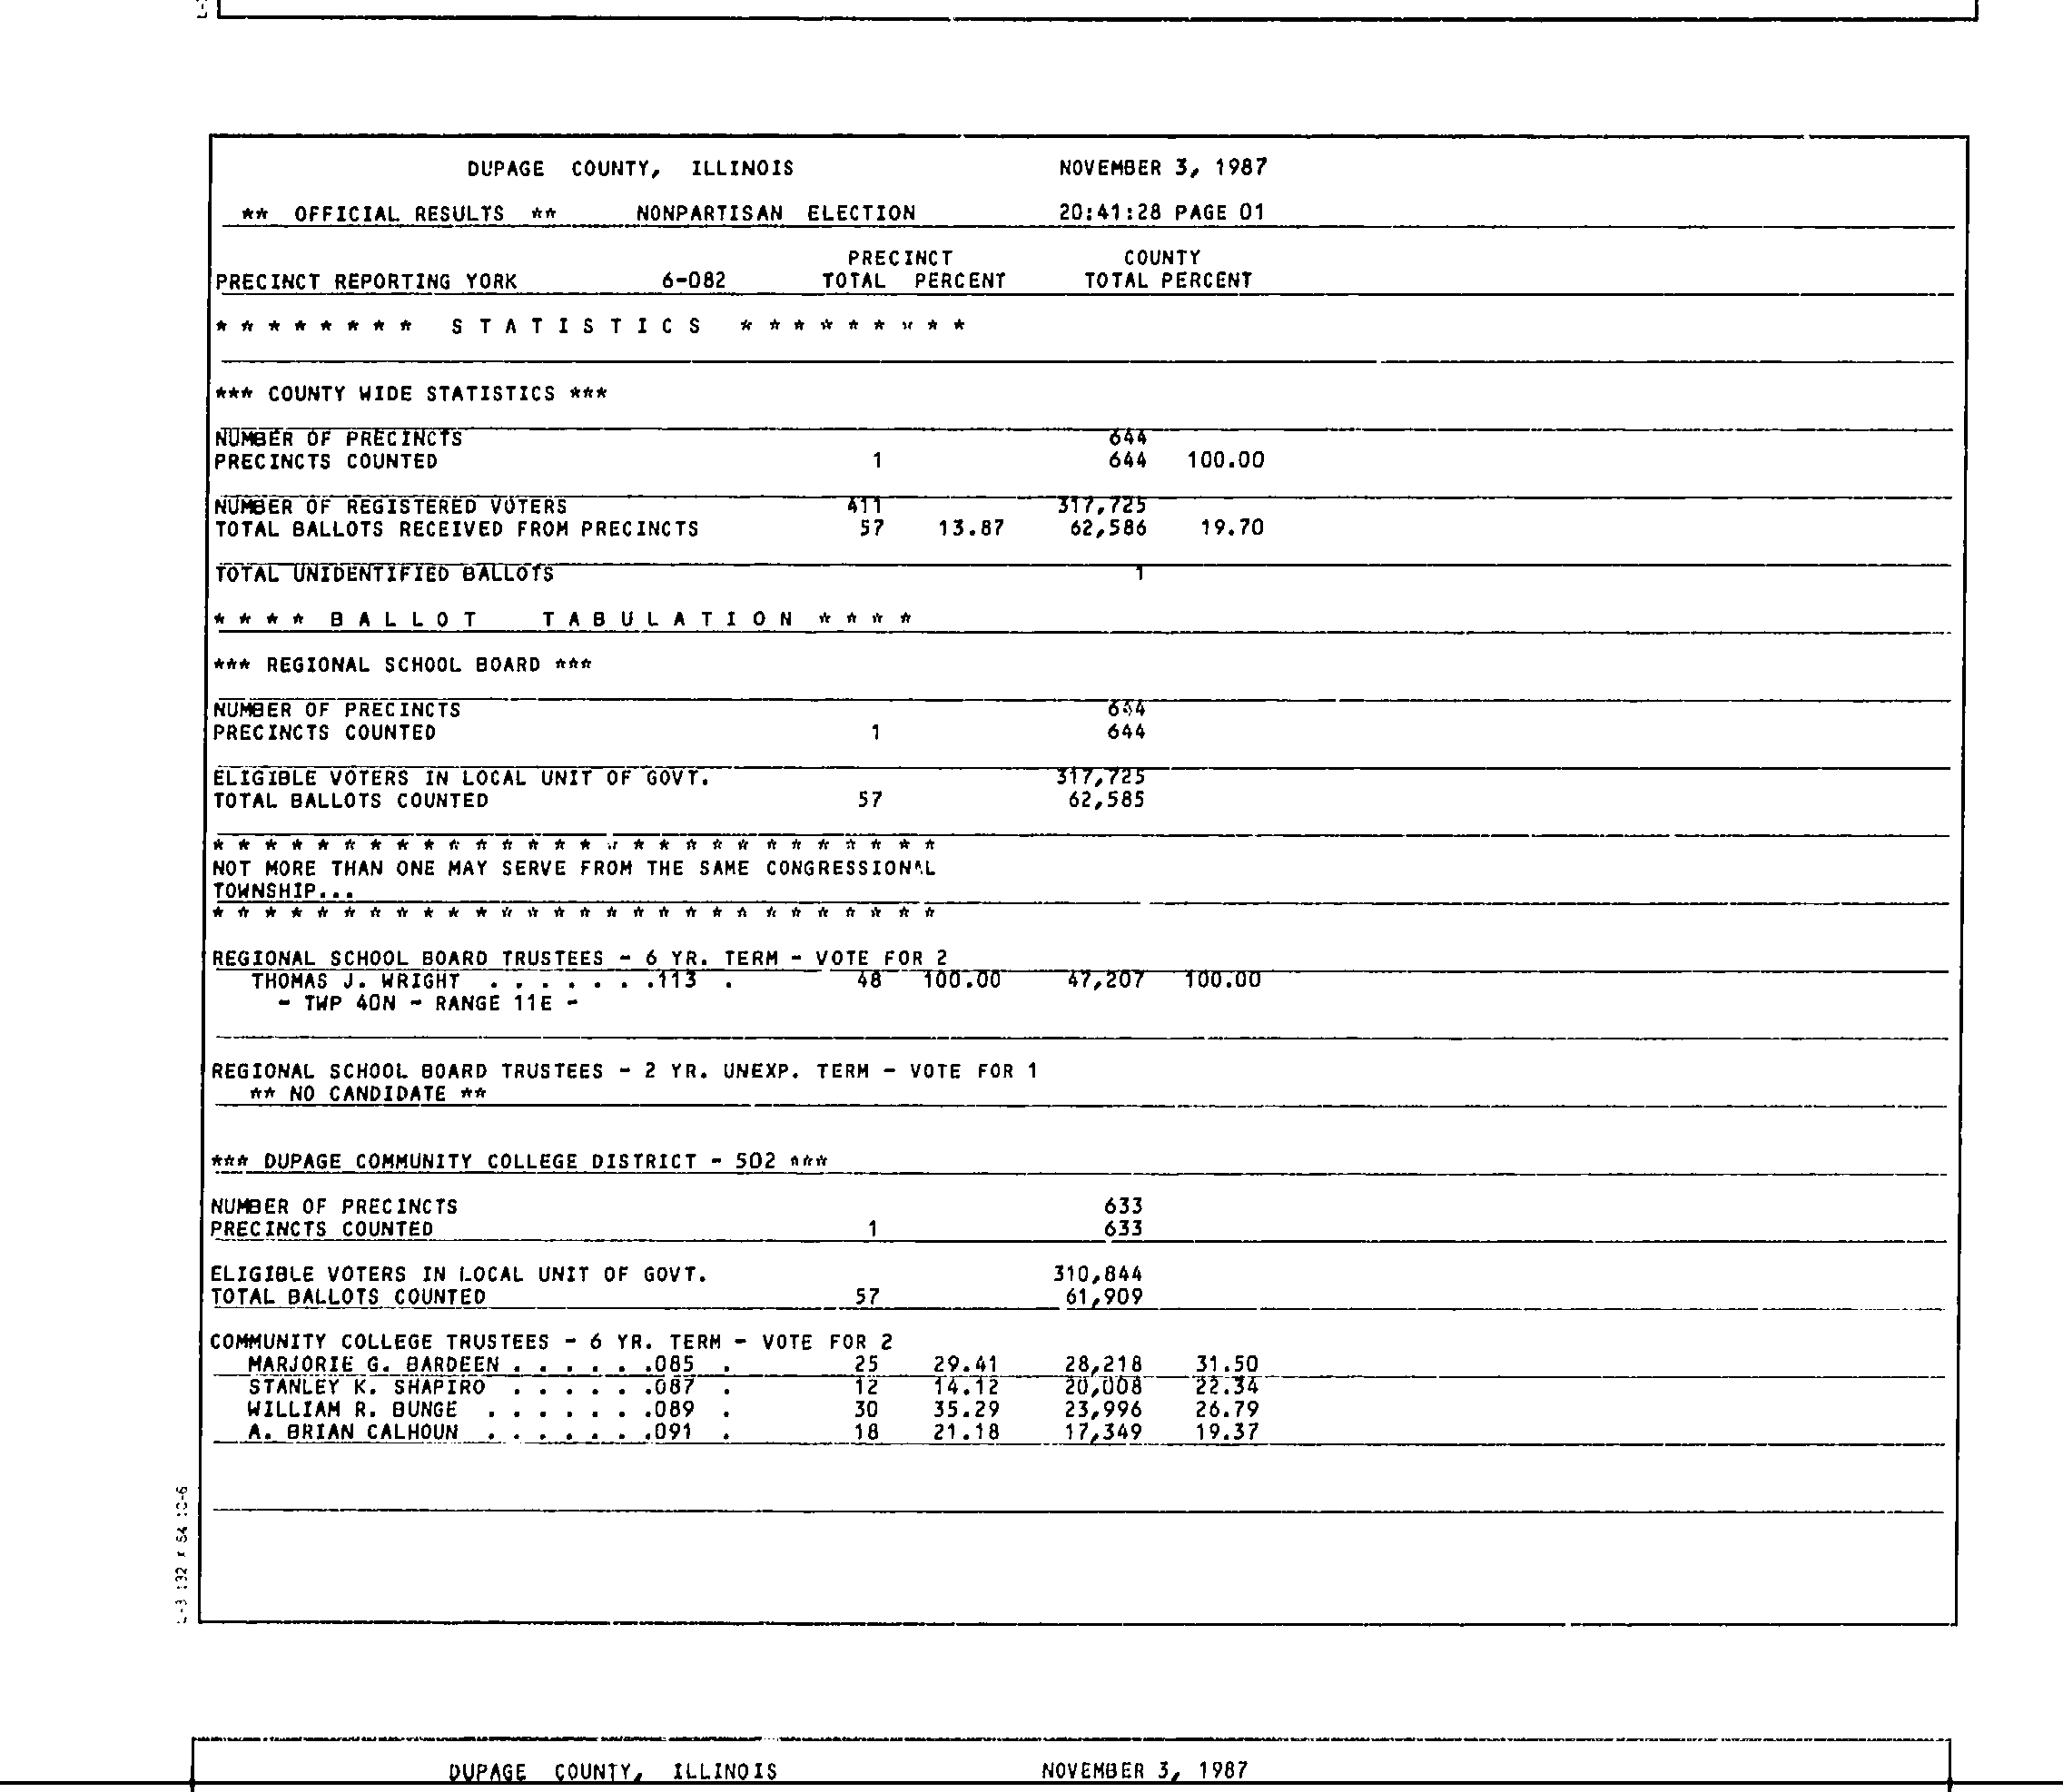 DUPAGE COUNTY, ILLINOIS NOVEMBER 3, 1987
** OFFICIAL RESULTS ** NONPARTISAN ELECTION 20:41:28 PAGE 01
PRECINCT COUNTY
PRECINCT REPORTING YORK 6-082 TOTAL PERCENT TOTAL PERCENT
* * * * * * * * S T A T I S T I C S * * * * * * * * *
*** COUNTY WIDE STATISTICS ***
NUMBER OF PRECINCTS 644
PRECINCTS COUNTED 1 644 100.00
NUMBER OF REGISTERED VOTERS 411 317,725
TOTAL BALLOTS RECEIVED FROM PRECINCTS 57 13.87 62,586 19.70
TOTAL UNIDENTIFIED BALLOTS 1
* * * * B A L L O T T A B U L A T I O N * * * *
*** REGIONAL SCHOOL BOARD ***
NUMBER OF PRECINCTS 644
PRECINCTS COUNTED 1 644
ELIGIBLE VOTERS IN LOCAL UNIT OF GOVT. 317,725
TOTAL BALLOTS COUNTED 57 62,585
* * * * * * * * * * * * * * * * * * * * * * * * * * * *
NOT MORE THAN ONE MAY SERVE FROM THE SAME CONGRESSIONAL
TOWNSHIP...
* * * * * * * * * * * * * * * * * * * * * * * * * * * *
REGIONAL SCHOOL BOARD TRUSTEES - 6 YR. TERM - VOTE FOR 2
THOMAS J. WRIGHT . . . . . . .113 . 48 100.00 47,207 100.00
- TWP 40N - RANGE 11E -
REGIONAL SCHOOL BOARD TRUSTEES - 2 YR. UNEXP. TERM - VOTE FOR 1
** NO CANDIDATE **
*** DUPAGE COMMUNITY COLLEGE DISTRICT - 502 ***
NUMBER OF PRECINCTS 633
PRECINCTS COUNTED 1 633
ELIGIBLE VOTERS IN LOCAL UNIT OF GOVT. 310,844
TOTAL BALLOTS COUNTED 57 61,909
COMMUNITY COLLEGE TRUSTEES - 6 YR. TERM - VOTE FOR 2
MARJORIE G. BARDEEN . . . . . .085 . 25 29.41 28,218 31.50
STANLEY K. SHAPIRO . . . . . .087 . 12 14.12 20,008 22.34
WILLIAM R. BUNGE . . . . . . .089 . 30 35.29 23,996 26.79
A. BRIAN CALHOUN . . . . . . .091 . 18 21.18 17,349 19.37
DUPAGE COUNTY, ILLINOIS NOVEMBER 3, 1987